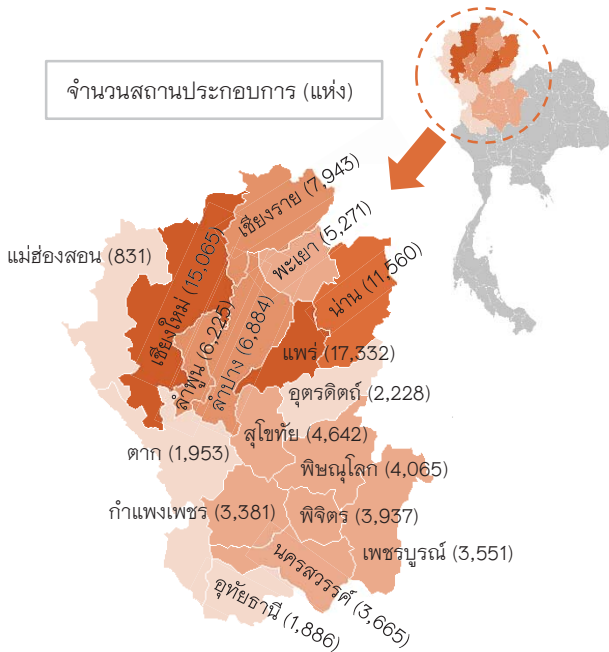 จำนวนสถานประกอบการ (แห่ง)
เชียงราย (7,943)
พะเยา (5,271)
แม่ฮ่องสอน (831)
เชียงใหม่ (15,065)
น่าน (11,560)
ลำพูน (6,225)
ลำปาง (6,884)
แพร่ (17,332)
อุตรดิตถ์ (2,228)
สุโขทัย (4,642)
ตาก (1,953)
พิษณุโลก (4,065)
กำแพงเพชร (3,381)
พิจิตร (3,937)
เพชรบูรณ์ (3,551)
นครสวรรค์ (3,665)
อุทัยธานี (1,886)